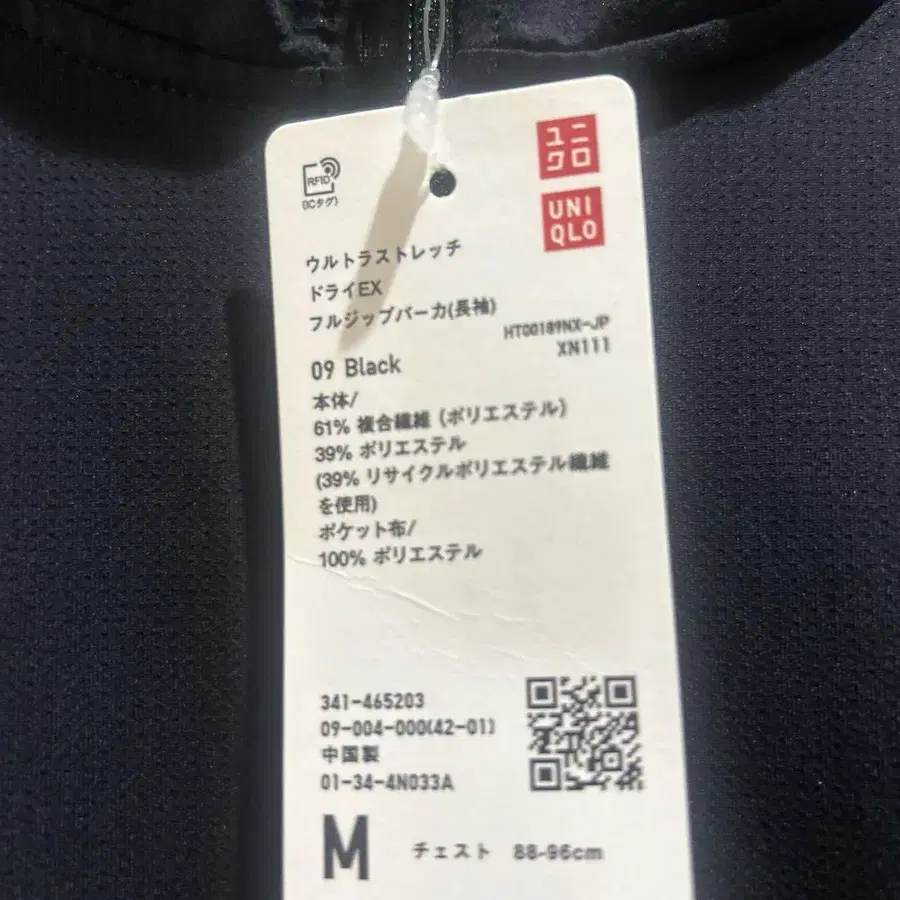 RFID
(ICタグ)
ユニ
クロ
UNI
QLO
ウルトラストレッチ
ドライEX
フルジップパーカ(長袖)
HT00189NX-JP
XN111
09 Black
本体/
61% 複合繊維 (ポリエステル)
39% ポリエステル
(39% リサイクルポリエステル繊維
を使用)
ポケット布/
100% ポリエステル
341-465203
09-004-000(42-01)
中国製
01-34-4N033A
M
チェスト 88-96cm